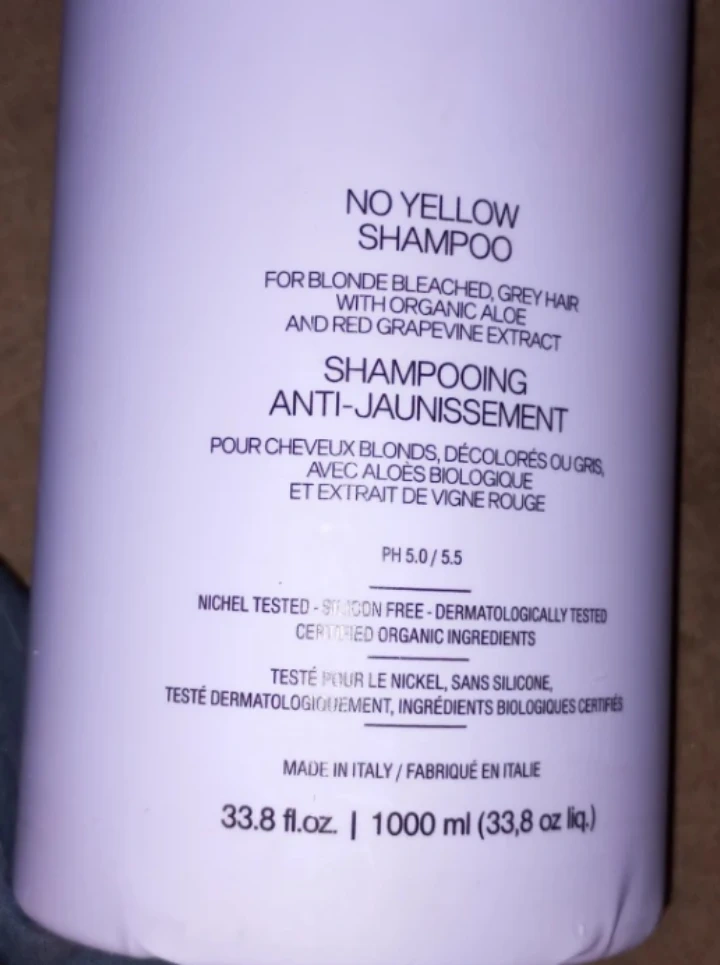 NO YELLOW
SHAMPOO
FOR BLONDE BLEACHED, GREY HAIR
WITH ORGANIC ALOE
AND RED GRAPEVINE EXTRACT
SHAMPOOING
ANTI-JAUNISSEMENT
POUR CHEVEUX BLONDS, DÉCOLORÉS OU GRIS,
AVEC ALOÈS BIOLOGIQUE
ET EXTRAIT DE VIGNE ROUGE
PH 5.0 / 5.5
NICHEL TESTED - SILICON FREE - DERMATOLOGICALLY TESTED
CERTIFIED ORGANIC INGREDIENTS
TESTÉ POUR LE NICKEL, SANS SILICONE,
TESTÉ DERMATOLOGIQUEMENT, INGRÉDIENTS BIOLOGIQUES CERTIFIÉS
MADE IN ITALY / FABRIQUÉ EN ITALIE
33.8 fl.oz. | 1000 ml (33,8 oz liq.)